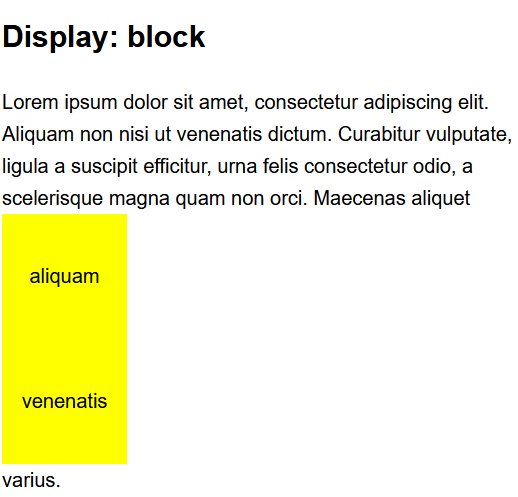 Display: block
Lorem ipsum dolor sit amet, consectetur adipiscing elit.
Aliquam non nisi ut venenatis dictum. Curabitur vulputate,
ligula a suscipit efficitur, urna felis consectetur odio, a
scelerisque magna quam non orci. Maecenas aliquet
aliquam
venenatis
varius.